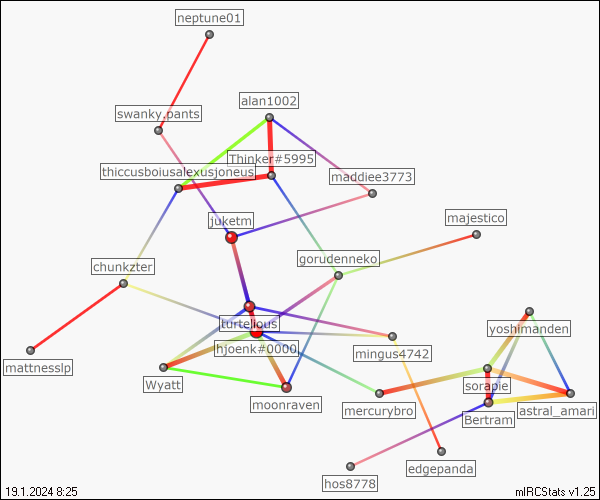 neptune01
alan1002
swanky.pants
Thinker#5995
thiccusboiusalexusjoneus
maddiee3773
juketm
majestico
gorudenneko
chunkzter
turtelious
yoshimanden
hjoenk#0000
mingus4742
mattnesslp
Wyatt
sorapie
moonraven
mercurybro
astral_amari
Bertram
edgepanda
hos8778
19.1.2024 8:25
mIRCStats v1.25